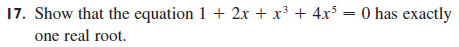 17. Show that the equation 1 + 2x + x³ + 4x⁵ = 0 has exactly
one real root.